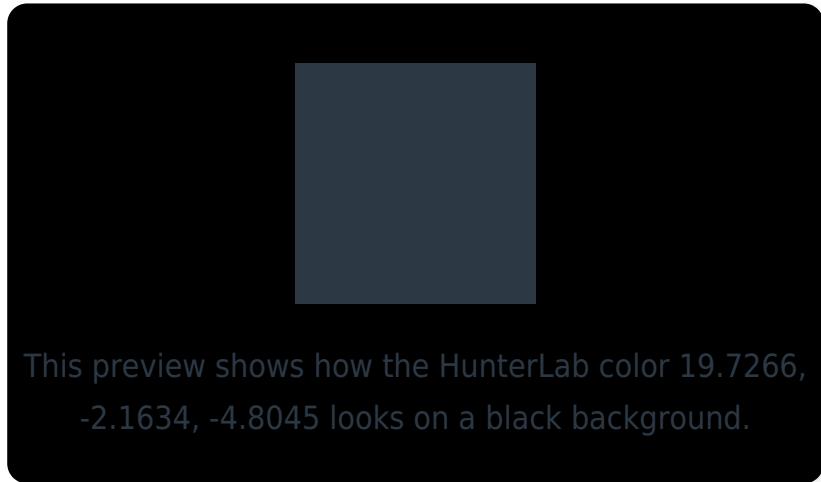 This preview shows how the HunterLab color 19.7266,
-2.1634, -4.8045 looks on a black background.